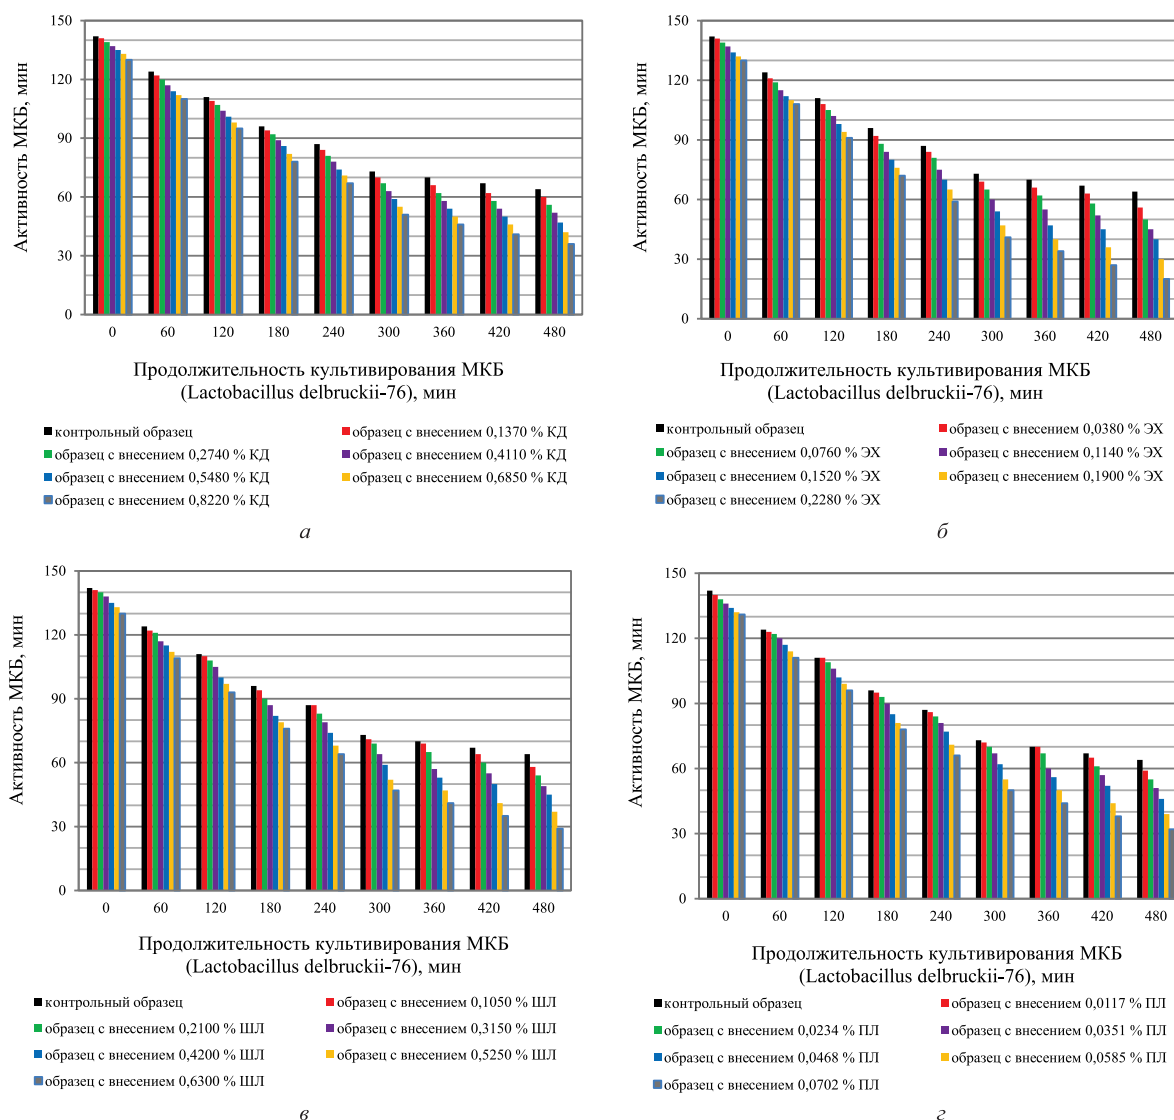 Активность МКБ, мин
150
120
90
60
30
0
0 60 120 180 240 300 360 420 480
Продолжительность культивирования МКБ
(Lactobacillus delbruckii-76), мин
контрольный образец
образец с внесением 0,1370 % КД
образец с внесением 0,2740 % КД
образец с внесением 0,4110 % КД
образец с внесением 0,5480 % КД
образец с внесением 0,6850 % КД
образец с внесением 0,8220 % КД
а
Активность МКБ, мин
150
120
90
60
30
0
0 60 120 180 240 300 360 420 480
Продолжительность культивирования МКБ
(Lactobacillus delbruckii-76), мин
контрольный образец
образец с внесением 0,0380 % ЭХ
образец с внесением 0,0760 % ЭХ
образец с внесением 0,1140 % ЭХ
образец с внесением 0,1520 % ЭХ
образец с внесением 0,1900 % ЭХ
образец с внесением 0,2280 % ЭХ
б
Активность МКБ, мин
150
120
90
60
30
0
0 60 120 180 240 300 360 420 480
Продолжительность культивирования МКБ
(Lactobacillus delbruckii-76), мин
контрольный образец
образец с внесением 0,1050 % ШЛ
образец с внесением 0,2100 % ШЛ
образец с внесением 0,3150 % ШЛ
образец с внесением 0,4200 % ШЛ
образец с внесением 0,5250 % ШЛ
образец с внесением 0,6300 % ШЛ
в
Активность МКБ, мин
150
120
90
60
30
0
0 60 120 180 240 300 360 420 480
Продолжительность культивирования МКБ
(Lactobacillus delbruckii-76), мин
контрольный образец
образец с внесением 0,0117 % ПЛ
образец с внесением 0,0234 % ПЛ
образец с внесением 0,0351 % ПЛ
образец с внесением 0,0468 % ПЛ
образец с внесением 0,0585 % ПЛ
образец с внесением 0,0702 % ПЛ
г